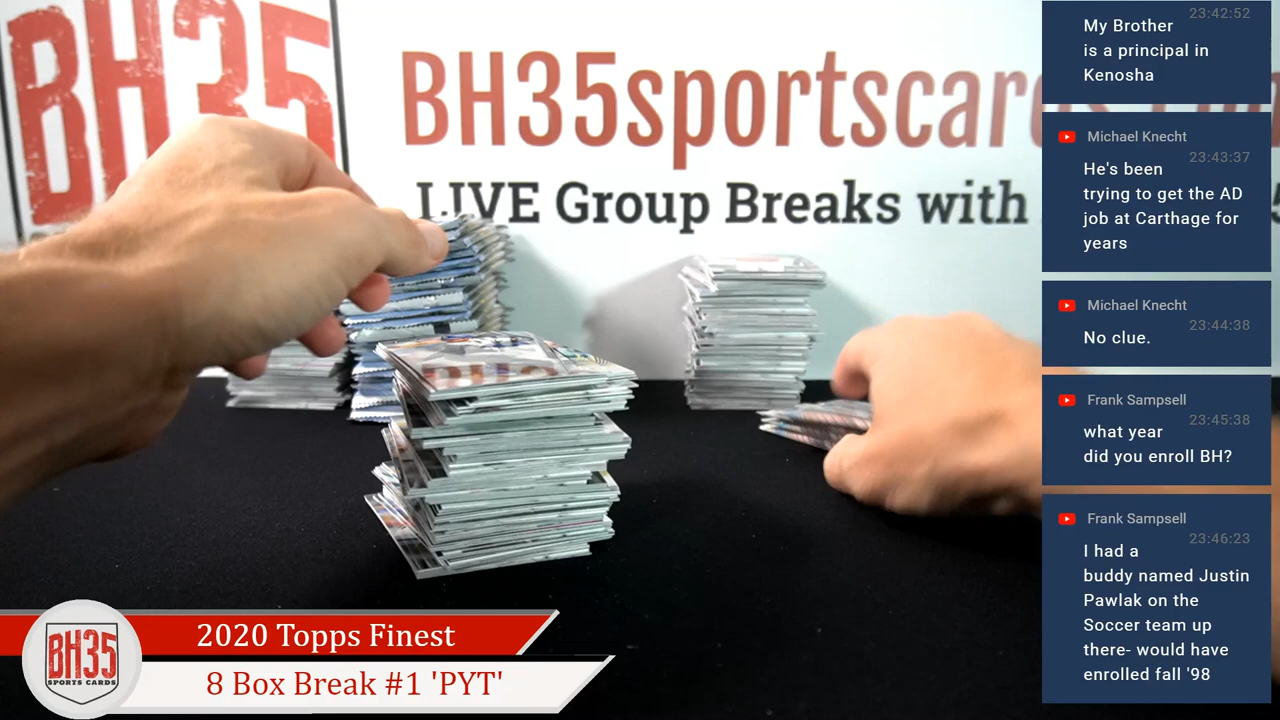 BH35
BH35sportscar
LIVE Group Breaks with
23:42:52
My Brother
is a principal in
Kenosha
Michael Knecht
23:43:37
He's been
trying to get the AD
job at Carthage for
years
Michael Knecht
23:44:38
No clue.
Frank Sampsell
23:45:38
what year
did you enroll BH?
Frank Sampsell
23:46:23
I had a
buddy named Justin
Pawlak on the
Soccer team up
there- would have
enrolled fall '98
2020 Topps Finest
8 Box Break #1 'PYT'
BH35
SPORTS CARDS